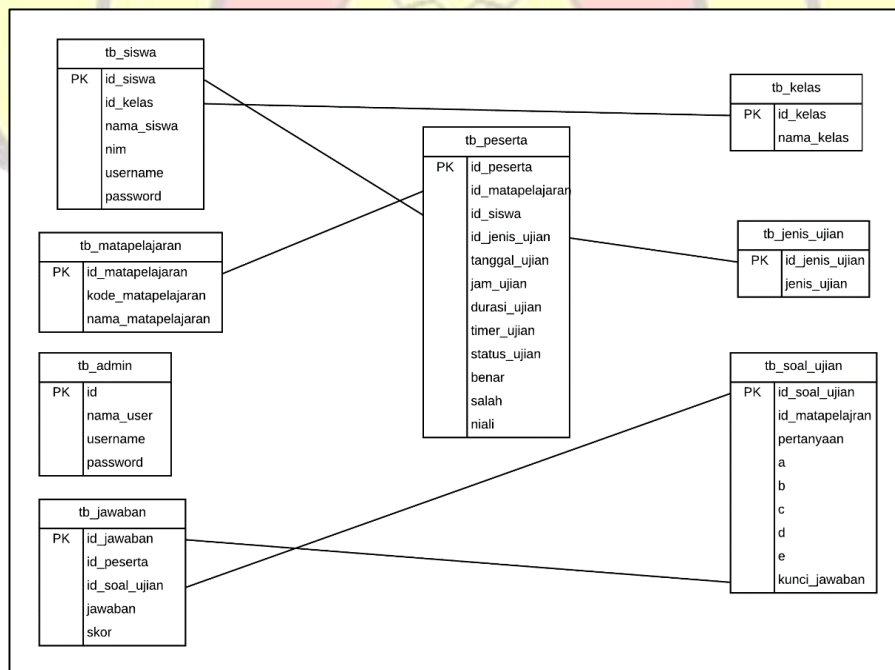 tb_siswa
PK id_siswa
id_kelas
nama_siswa
nim
username
password
tb_matapelajaran
PK id_matapelajaran
kode_matapelajaran
nama_matapelajaran
tb_admin
PK id
nama_user
username
password
tb_jawaban
PK id_jawaban
id_peserta
id_soal_ujian
jawaban
skor
tb_peserta
PK id_peserta
id_matapelajaran
id_siswa
id_jenis_ujian
tanggal_ujian
jam_ujian
durasi_ujian
timer_ujian
status_ujian
benar
salah
niali
tb_kelas
PK id_kelas
nama_kelas
tb_jenis_ujian
PK id_jenis_ujian
jenis_ujian
tb_soal_ujian
PK id_soal_ujian
id_matapelajran
pertanyaan
a
b
c
d
e
kunci_jawaban